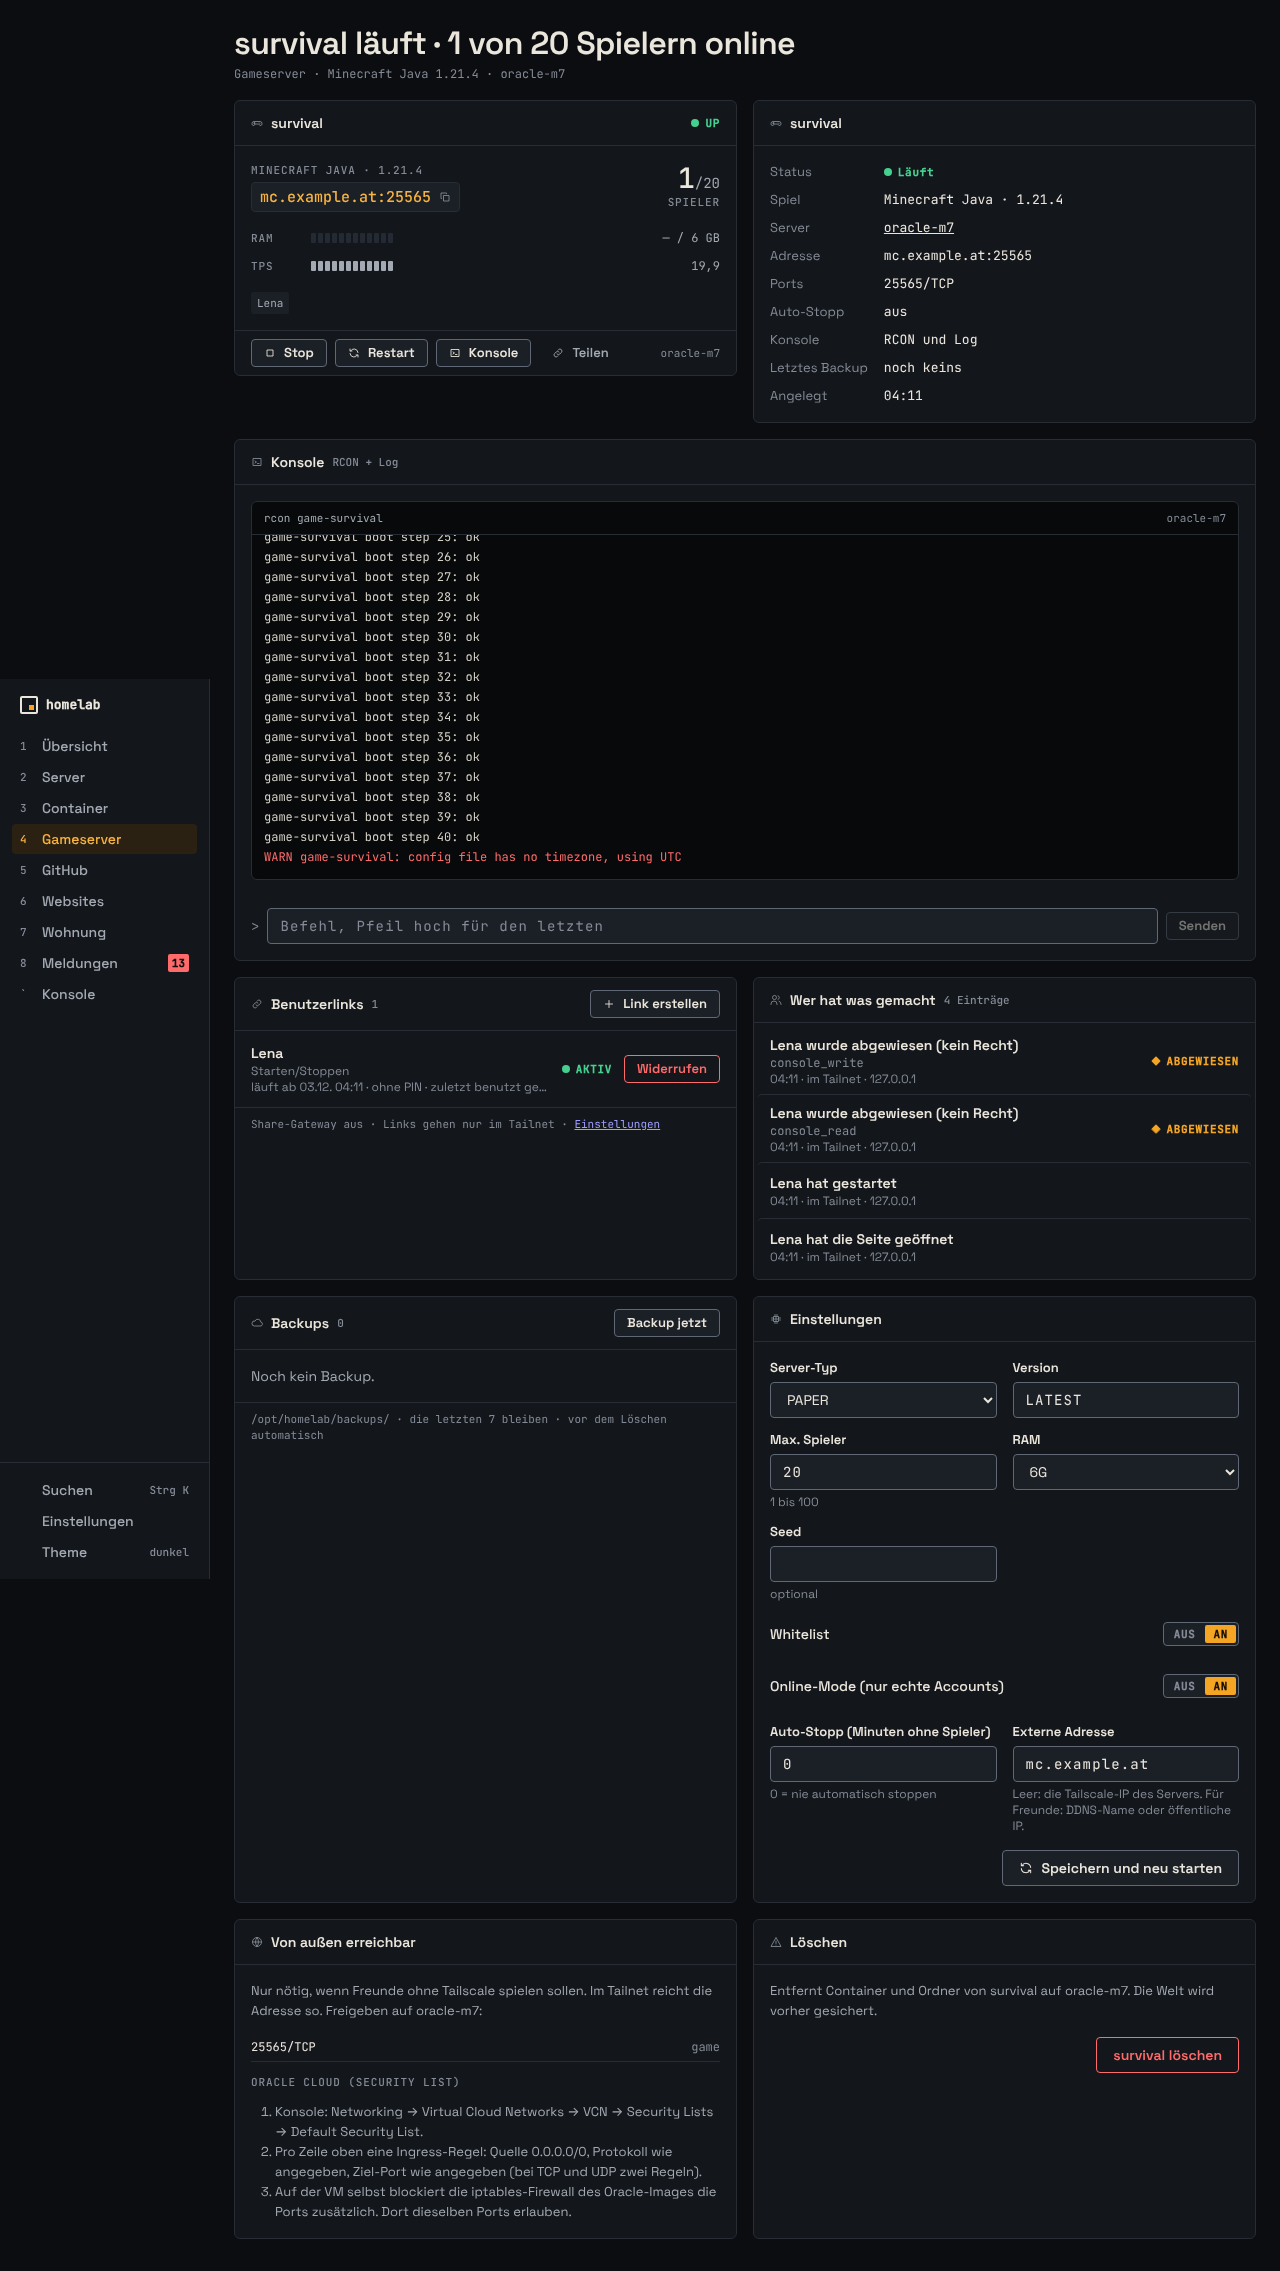 survival läuft · 1 von 20 Spielern online
Gameserver · Minecraft Java 1.21.4 · oracle-m7
survival
UP
MINECRAFT JAVA · 1.21.4
mc.example.at:25565
1/20
SPIELER
RAM
— / 6 GB
TPS
19,9
Lena
Stop
Restart
Konsole
Teilen
oracle-m7
survival
Status
Läuft
Spiel
Minecraft Java · 1.21.4
Server
oracle-m7
Adresse
mc.example.at:25565
Ports
25565/TCP
Auto-Stopp
aus
Konsole
RCON und Log
Letztes Backup
noch keins
Angelegt
04:11
Konsole RCON + Log
rcon game-survival
oracle-m7
game-survival boot step 25: ok
game-survival boot step 26: ok
game-survival boot step 27: ok
game-survival boot step 28: ok
game-survival boot step 29: ok
game-survival boot step 30: ok
game-survival boot step 31: ok
game-survival boot step 32: ok
game-survival boot step 33: ok
game-survival boot step 34: ok
game-survival boot step 35: ok
game-survival boot step 36: ok
game-survival boot step 37: ok
game-survival boot step 38: ok
game-survival boot step 39: ok
game-survival boot step 40: ok
WARN game-survival: config file has no timezone, using UTC
> Befehl, Pfeil hoch für den letzten
Senden
homelab
1 Übersicht
2 Server
3 Container
4 Gameserver
5 GitHub
6 Websites
7 Wohnung
8 Meldungen 13
` Konsole
Suchen Strg K
Einstellungen
Theme dunkel
Benutzerlinks 1
+ Link erstellen
Lena
Starten/Stoppen
läuft ab 03.12. 04:11 · ohne PIN · zuletzt benutzt ge…
AKTIV
Widerrufen
Share-Gateway aus · Links gehen nur im Tailnet · Einstellungen
Wer hat was gemacht 4 Einträge
Lena wurde abgewiesen (kein Recht)
console_write
04:11 · im Tailnet · 127.0.0.1
ABGEWIESEN
Lena wurde abgewiesen (kein Recht)
console_read
04:11 · im Tailnet · 127.0.0.1
ABGEWIESEN
Lena hat gestartet
04:11 · im Tailnet · 127.0.0.1
Lena hat die Seite geöffnet
04:11 · im Tailnet · 127.0.0.1
Backups 0
Backup jetzt
Noch kein Backup.
/opt/homelab/backups/ · die letzten 7 bleiben · vor dem Löschen
automatisch
Einstellungen
Server-Typ
PAPER
Version
LATEST
Max. Spieler
20
1 bis 100
RAM
6G
Seed
optional
Whitelist
AUS AN
Online-Mode (nur echte Accounts)
AUS AN
Auto-Stopp (Minuten ohne Spieler)
0
0 = nie automatisch stoppen
Externe Adresse
mc.example.at
Leer: die Tailscale-IP des Servers. Für
Freunde: DDNS-Name oder öffentliche
IP.
Speichern und neu starten
Von außen erreichbar
Nur nötig, wenn Freunde ohne Tailscale spielen sollen. Im Tailnet reicht die
Adresse so. Freigeben auf oracle-m7:
25565/TCP
game
ORACLE CLOUD (SECURITY LIST)
1. Konsole: Networking → Virtual Cloud Networks → VCN → Security Lists
→ Default Security List.
2. Pro Zeile oben eine Ingress-Regel: Quelle 0.0.0.0/0, Protokoll wie
angegeben, Ziel-Port wie angegeben (bei TCP und UDP zwei Regeln).
3. Auf der VM selbst blockiert die iptables-Firewall des Oracle-Images die
Ports zusätzlich. Dort dieselben Ports erlauben.
Löschen
Entfernt Container und Ordner von survival auf oracle-m7. Die Welt wird
vorher gesichert.
survival löschen